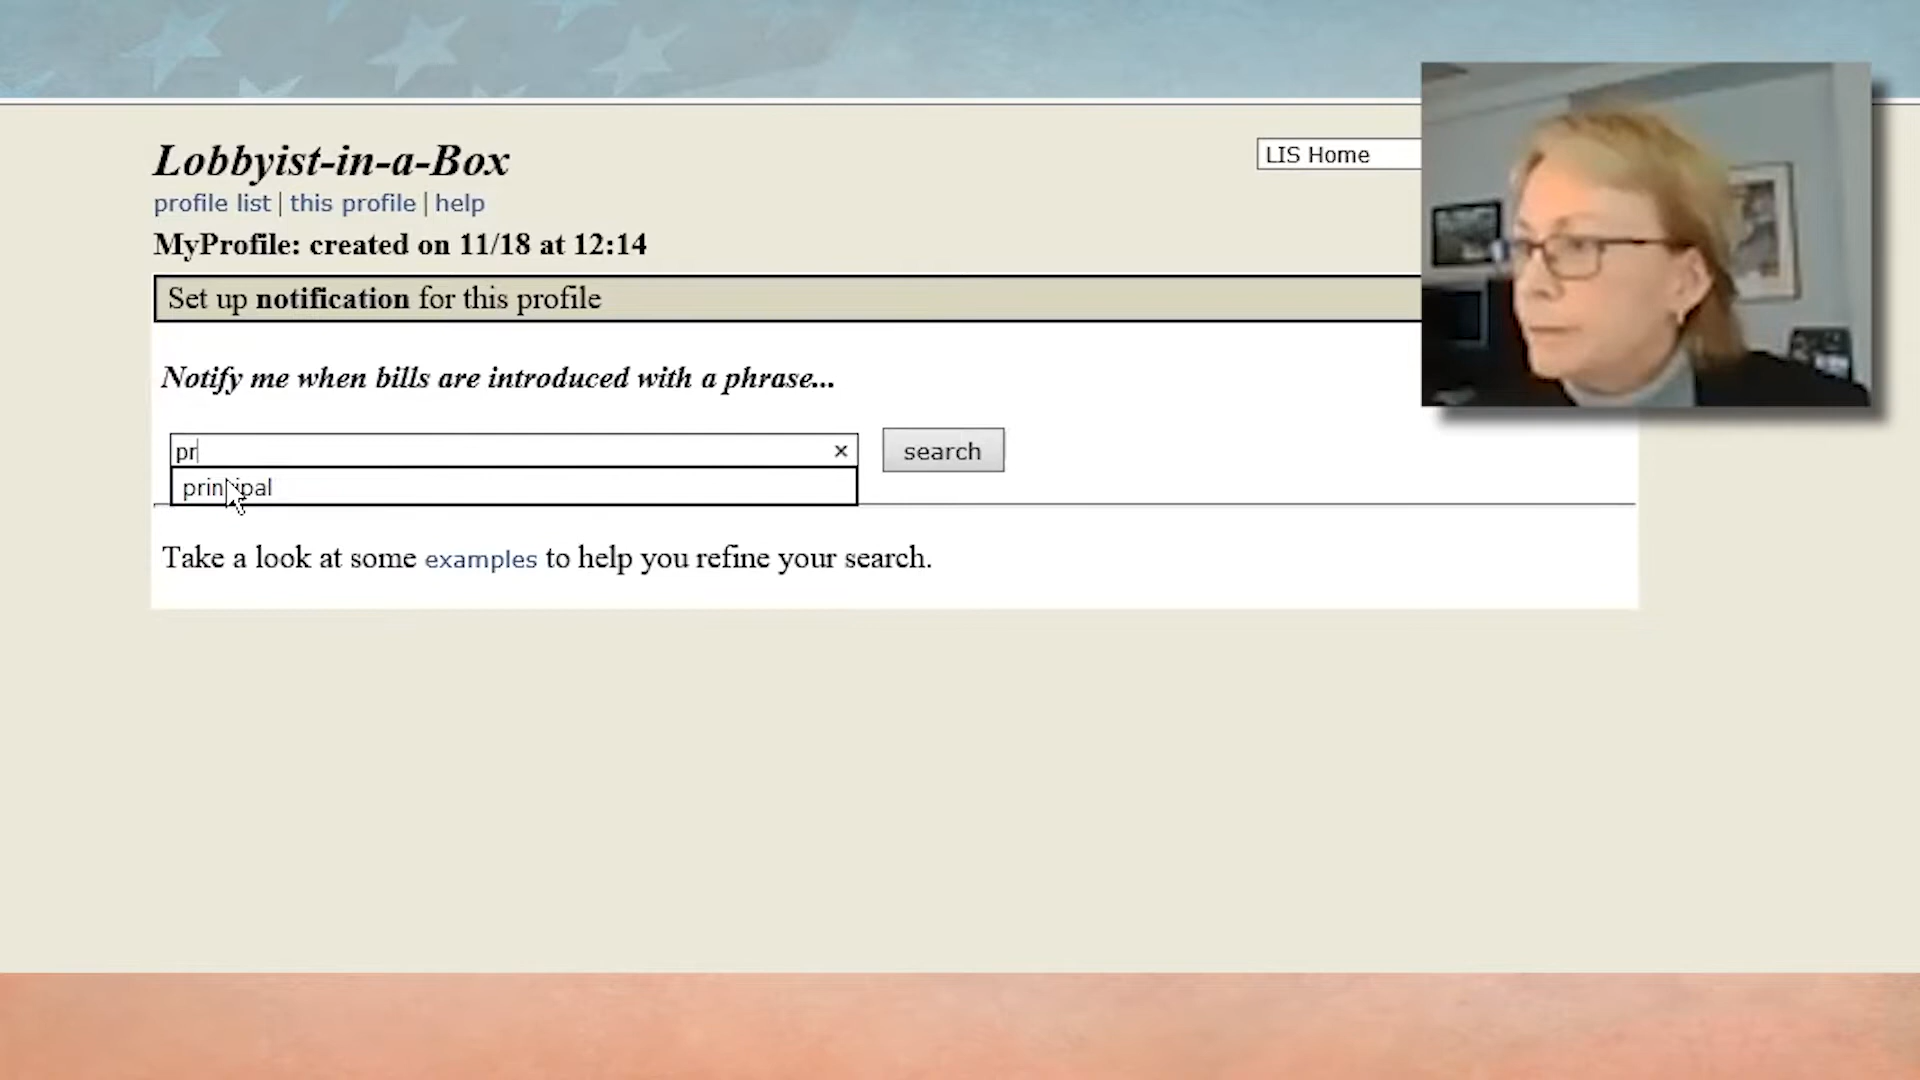 Lobbyist-in-a-Box
LIS Home
profile list | this profile | help
MyProfile: created on 11/18 at 12:14
Set up notification for this profile
Notify me when bills are introduced with a phrase...
pr
×
search
principal
Take a look at some examples to help you refine your search.